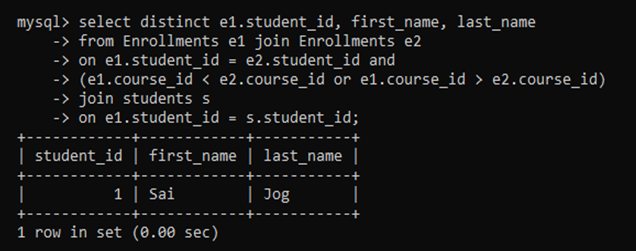 mysql> select distinct e1.student_id, first_name, last_name
    -> from Enrollments e1 join Enrollments e2
    -> on e1.student_id = e2.student_id and
    -> (e1.course_id < e2.course_id or e1.course_id > e2.course_id)
    -> join students s
    -> on e1.student_id = s.student_id;
+------------+------------+-----------+
| student_id | first_name | last_name |
+------------+------------+-----------+
|          1 | Sai        | Jog       |
+------------+------------+-----------+
1 row in set (0.00 sec)